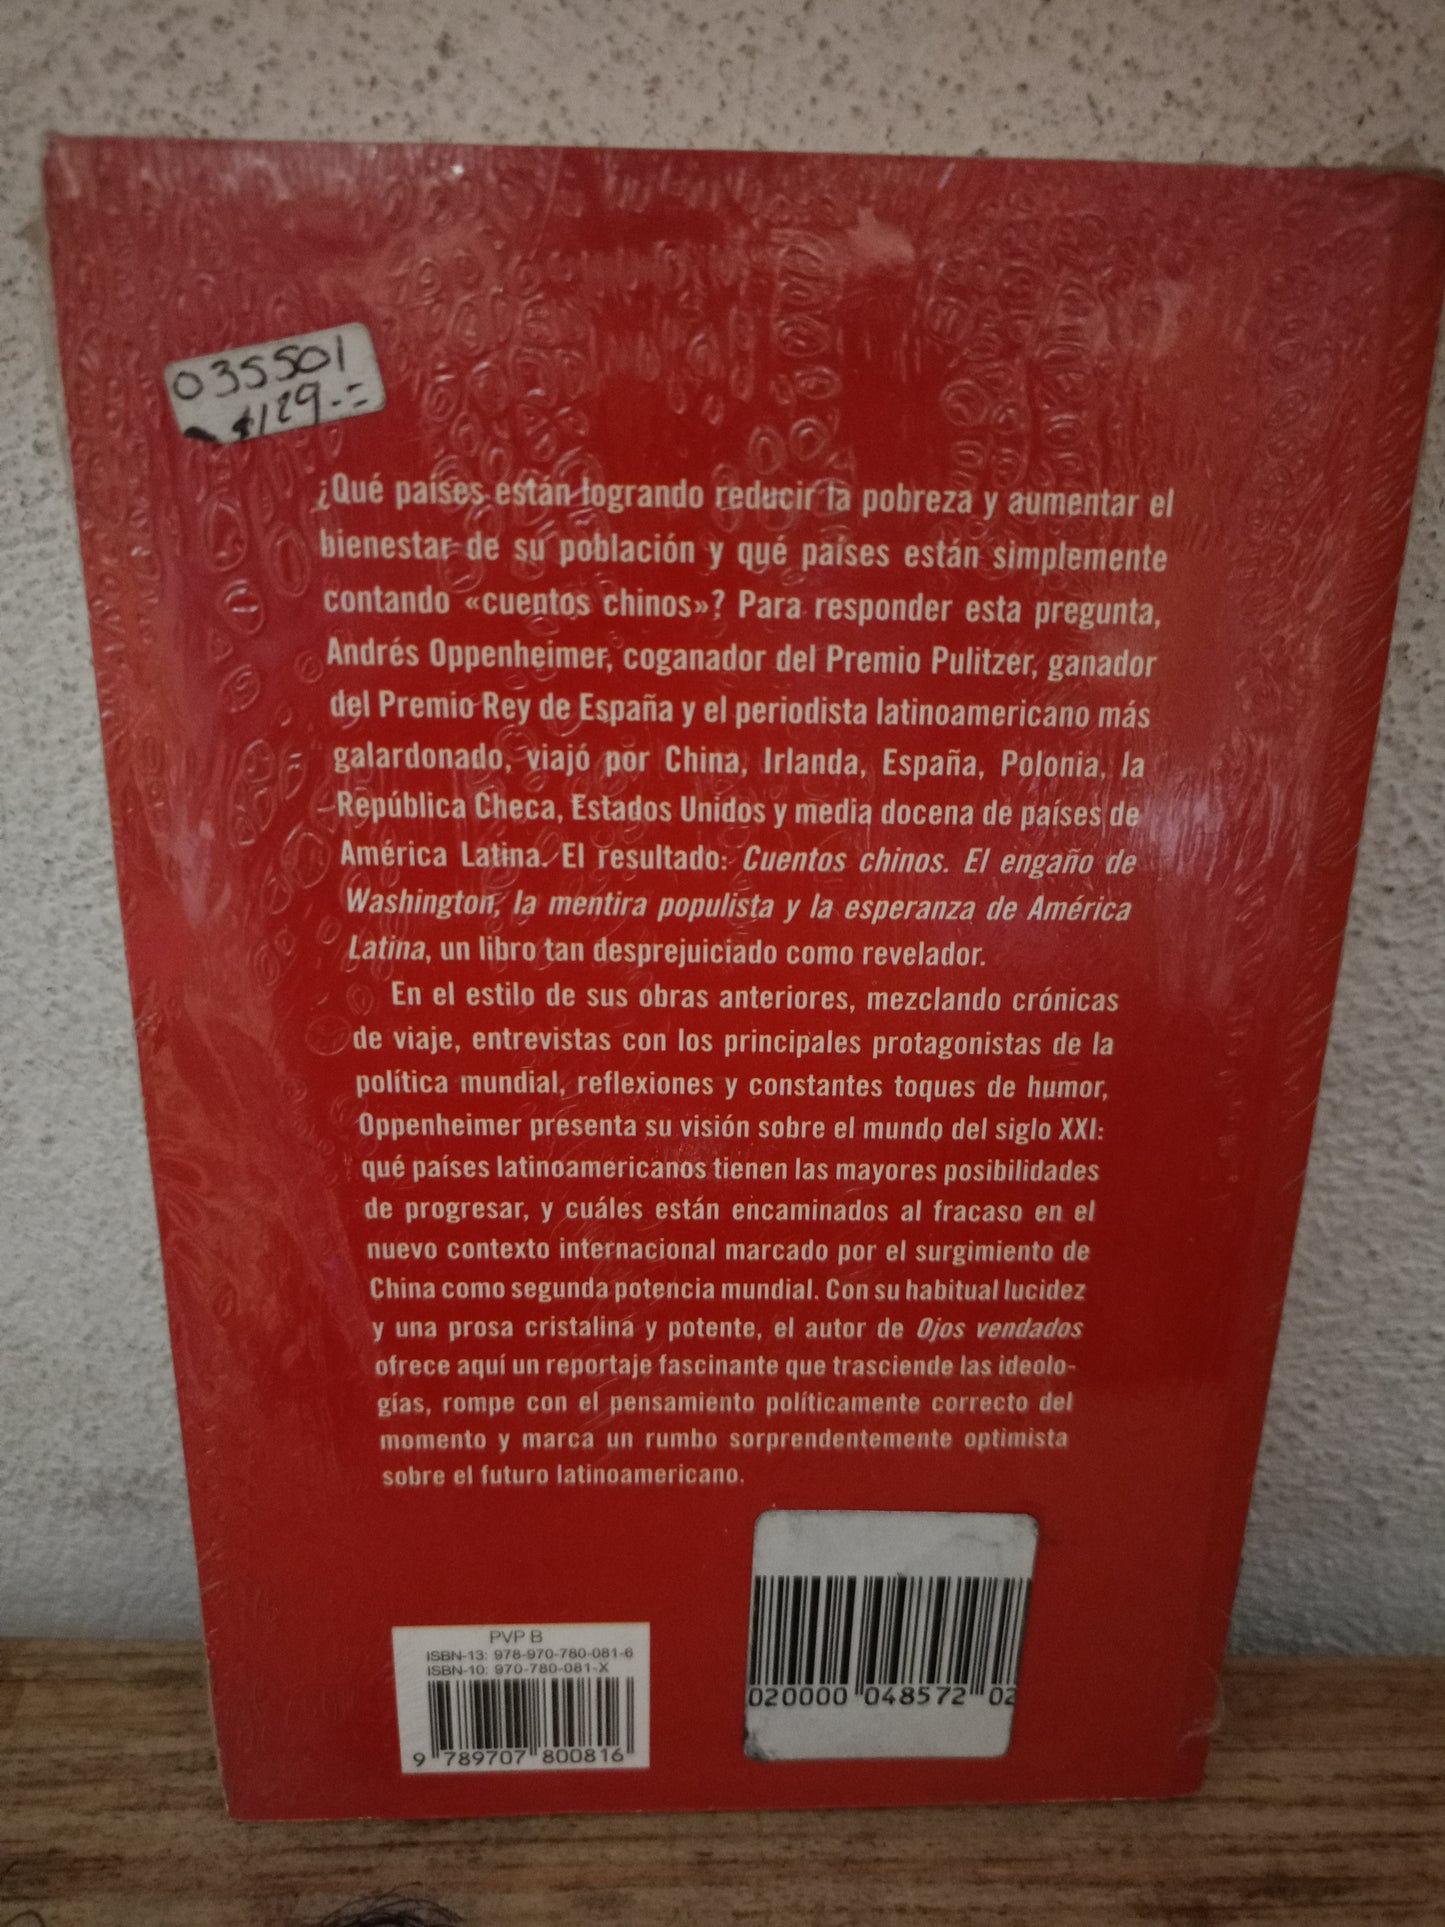 035501
$129.-=
¿Qué países están logrando reducir la pobreza y aumentar el
bienestar de su población y qué países están simplemente
contando «cuentos chinos»? Para responder esta pregunta,
Andrés Oppenheimer, coganador del Premio Pulitzer, ganador
del Premio Rey de España y el periodista latinoamericano más
galardonado, viajó por China, Irlanda, España, Polonia, la
República Checa, Estados Unidos y media docena de países de
América Latina. El resultado: Cuentos chinos. El engaño de
Washington, la mentira populista y la esperanza de América
Latina, un libro tan desprejuiciado como revelador.
En el estilo de sus obras anteriores, mezclando crónicas
de viaje, entrevistas con los principales protagonistas de la
política mundial, reflexiones y constantes toques de humor,
Oppenheimer presenta su visión sobre el mundo del siglo XXI:
qué países latinoamericanos tienen las mayores posibilidades
de progresar, y cuáles están encaminados al fracaso en el
nuevo contexto internacional marcado por el surgimiento de
China como segunda potencia mundial. Con su habitual lucidez
y una prosa cristalina y potente, el autor de Ojos vendados
ofrece aquí un reportaje fascinante que trasciende las ideolo-
gías, rompe con el pensamiento políticamente correcto del
momento y marca un rumbo sorprendentemente optimista
sobre el futuro latinoamericano.
PVP B
ISBN-13: 978-970-780-081-6
ISBN-10: 970-780-081-X
9 789707 800816
020000 048572 02